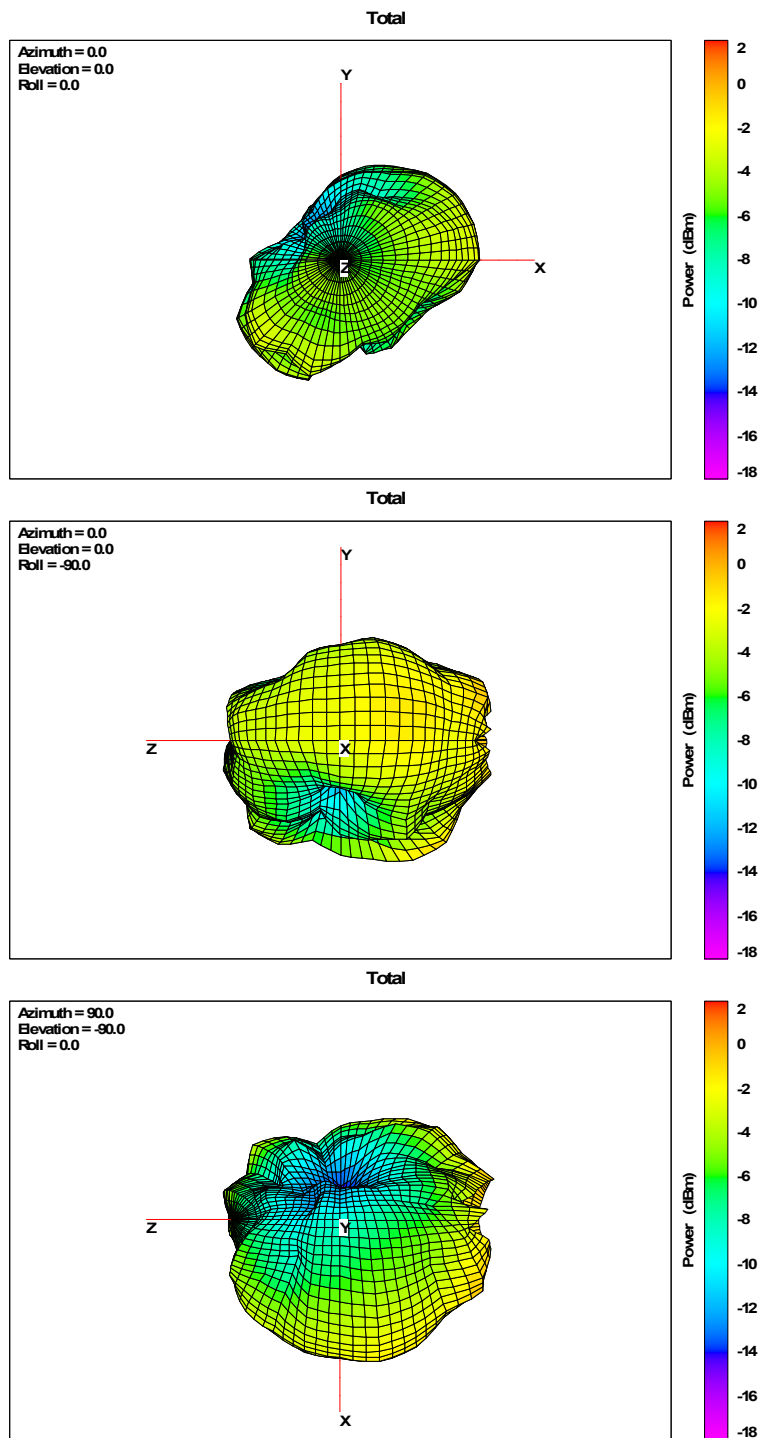 Total
Azimuth = 0.0
Elevation = 0.0
Roll = 0.0
Y
Z
X
Power (dBm)
2
0
-2
-4
-6
-8
-10
-12
-14
-16
-18
Total
Azimuth = 0.0
Elevation = 0.0
Roll = -90.0
Y
Z
X
Power (dBm)
2
0
-2
-4
-6
-8
-10
-12
-14
-16
-18
Total
Azimuth = 90.0
Elevation = -90.0
Roll = 0.0
Z
Y
X
Power (dBm)
2
0
-2
-4
-6
-8
-10
-12
-14
-16
-18